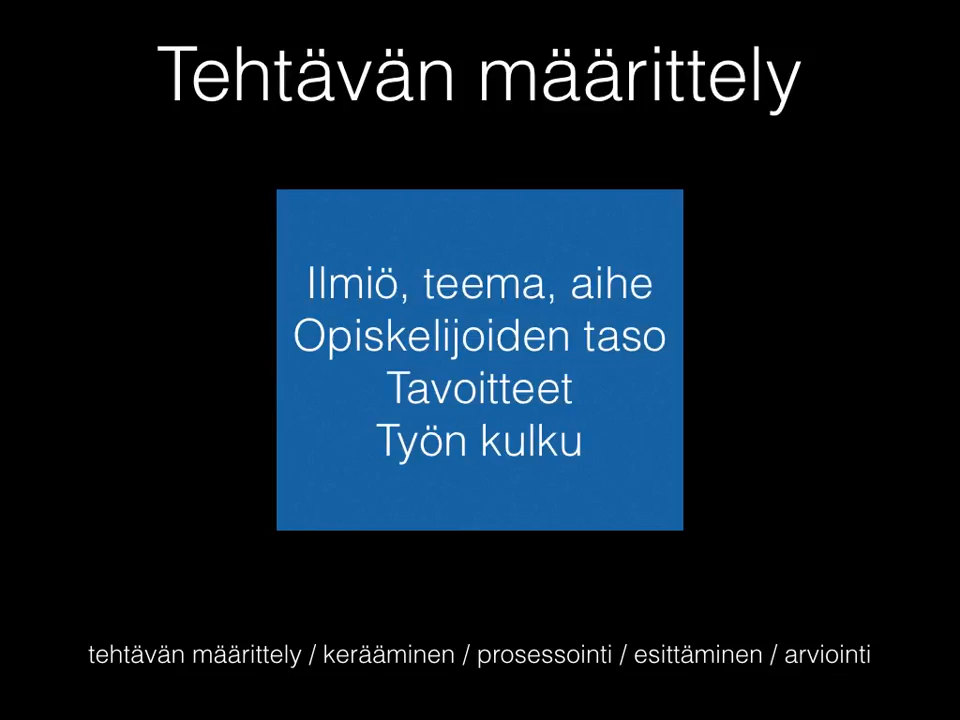 Tehtävän määrittely
Ilmiö, teema, aihe
Opiskelijoiden taso
Tavoitteet
Työn kulku
tehtävän määrittely / kerääminen / prosessointi / esittäminen / arviointi